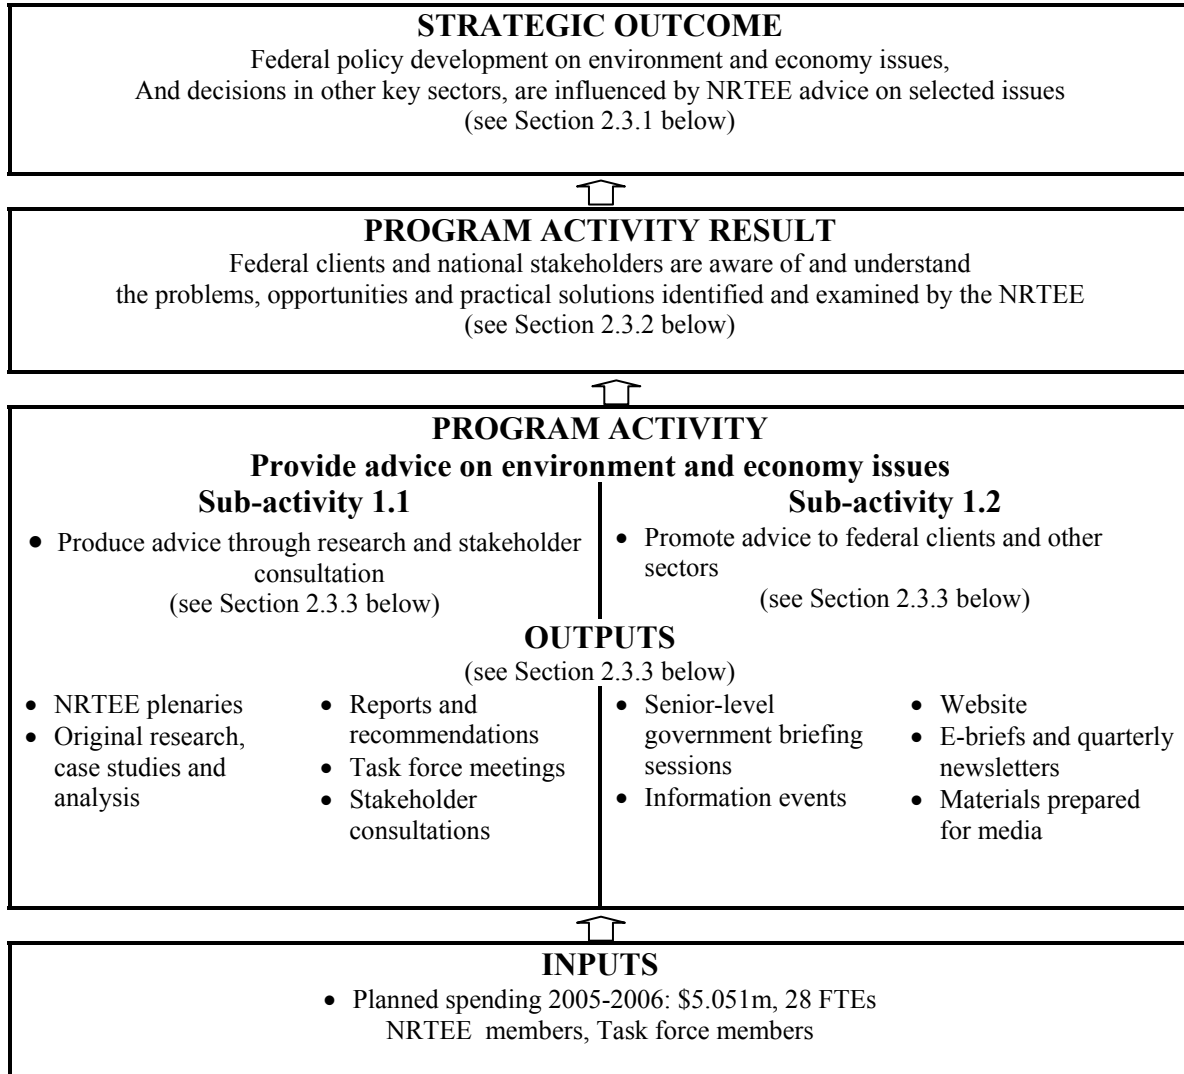 STRATEGIC OUTCOME
Federal policy development on environment and economy issues,
And decisions in other key sectors, are influenced by NRTEE advice on selected issues
(see Section 2.3.1 below)
PROGRAM ACTIVITY RESULT
Federal clients and national stakeholders are aware of and understand
the problems, opportunities and practical solutions identified and examined by the NRTEE
(see Section 2.3.2 below)
PROGRAM ACTIVITY
Provide advice on environment and economy issues
Sub-activity 1.1
• Produce advice through research and stakeholder
consultation
(see Section 2.3.3 below)
Sub-activity 1.2
• Promote advice to federal clients and other
sectors
(see Section 2.3.3 below)
OUTPUTS
(see Section 2.3.3 below)
• NRTEE plenaries
• Original research,
case studies and
analysis
• Reports and
recommendations
• Task force meetings
• Stakeholder
consultations
• Senior-level
government briefing
sessions
• Information events
• Website
• E-briefs and quarterly
newsletters
• Materials prepared
for media
INPUTS
• Planned spending 2005-2006: $5.051m, 28 FTEs
NRTEE members, Task force members